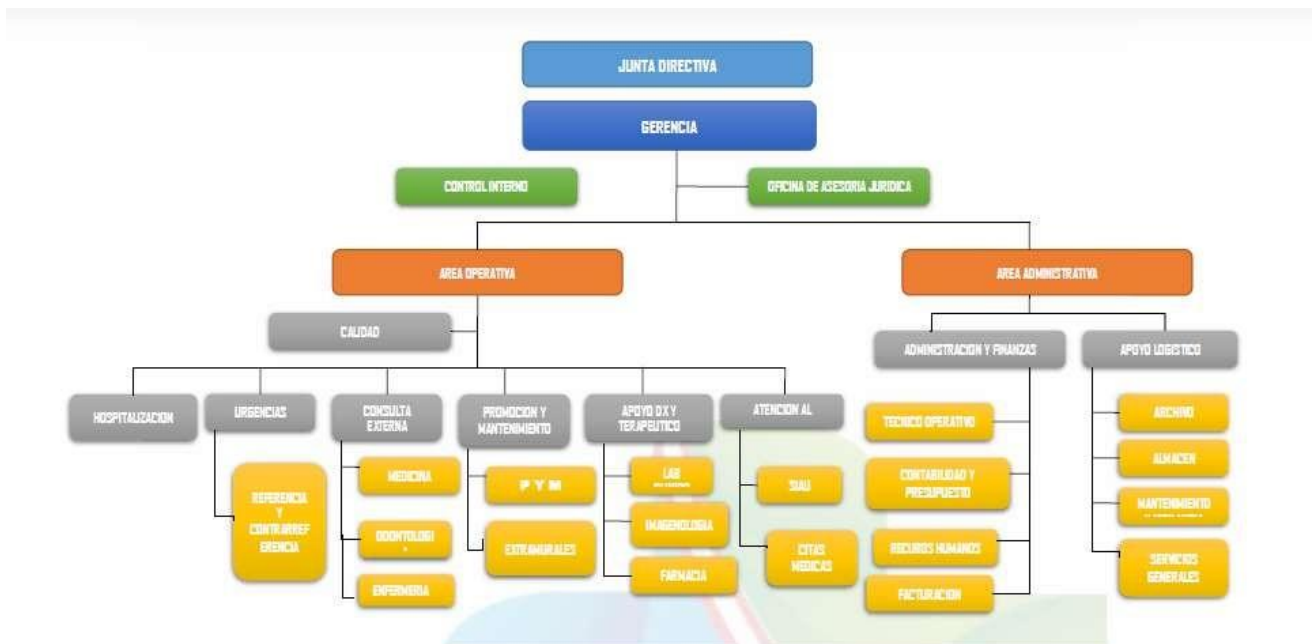 JUNTA DIRECTIVA
GERENCIA
CONTROL INTERNO
OFICINA DE ASESORIA JURIDICA
AREA OPERATIVA
AREA ADMINISTRATIVA
CALIDAD
ADMINISTRACION Y FINANZAS
APOYO LOGISTICO
HOSPITALIZACION
URGENCIAS
CONSULTA
EXTERNA
PROMOCION Y
MANTENIMIENTO
APOYO DX Y
TERAPEUTICO
ATENCION AL
REFERENCIA
Y
CONTRARREF
ERENCIA
MEDICINA
ODONTOLOGI
ENFERMERIA
P Y M
EXTRAMURALES
LAB
IMAGENOLOGIA
FARMACIA
SIAU
CITAS
MEDICAS
TECNICO OPERATIVO
CONTABILIDAD Y
PRESUPUESTO
RECUROS HUMANOS
FACTURACION
ARCHIVO
ALMACEN
MANTENIMIENTO
SERVICIOS
GENERALES